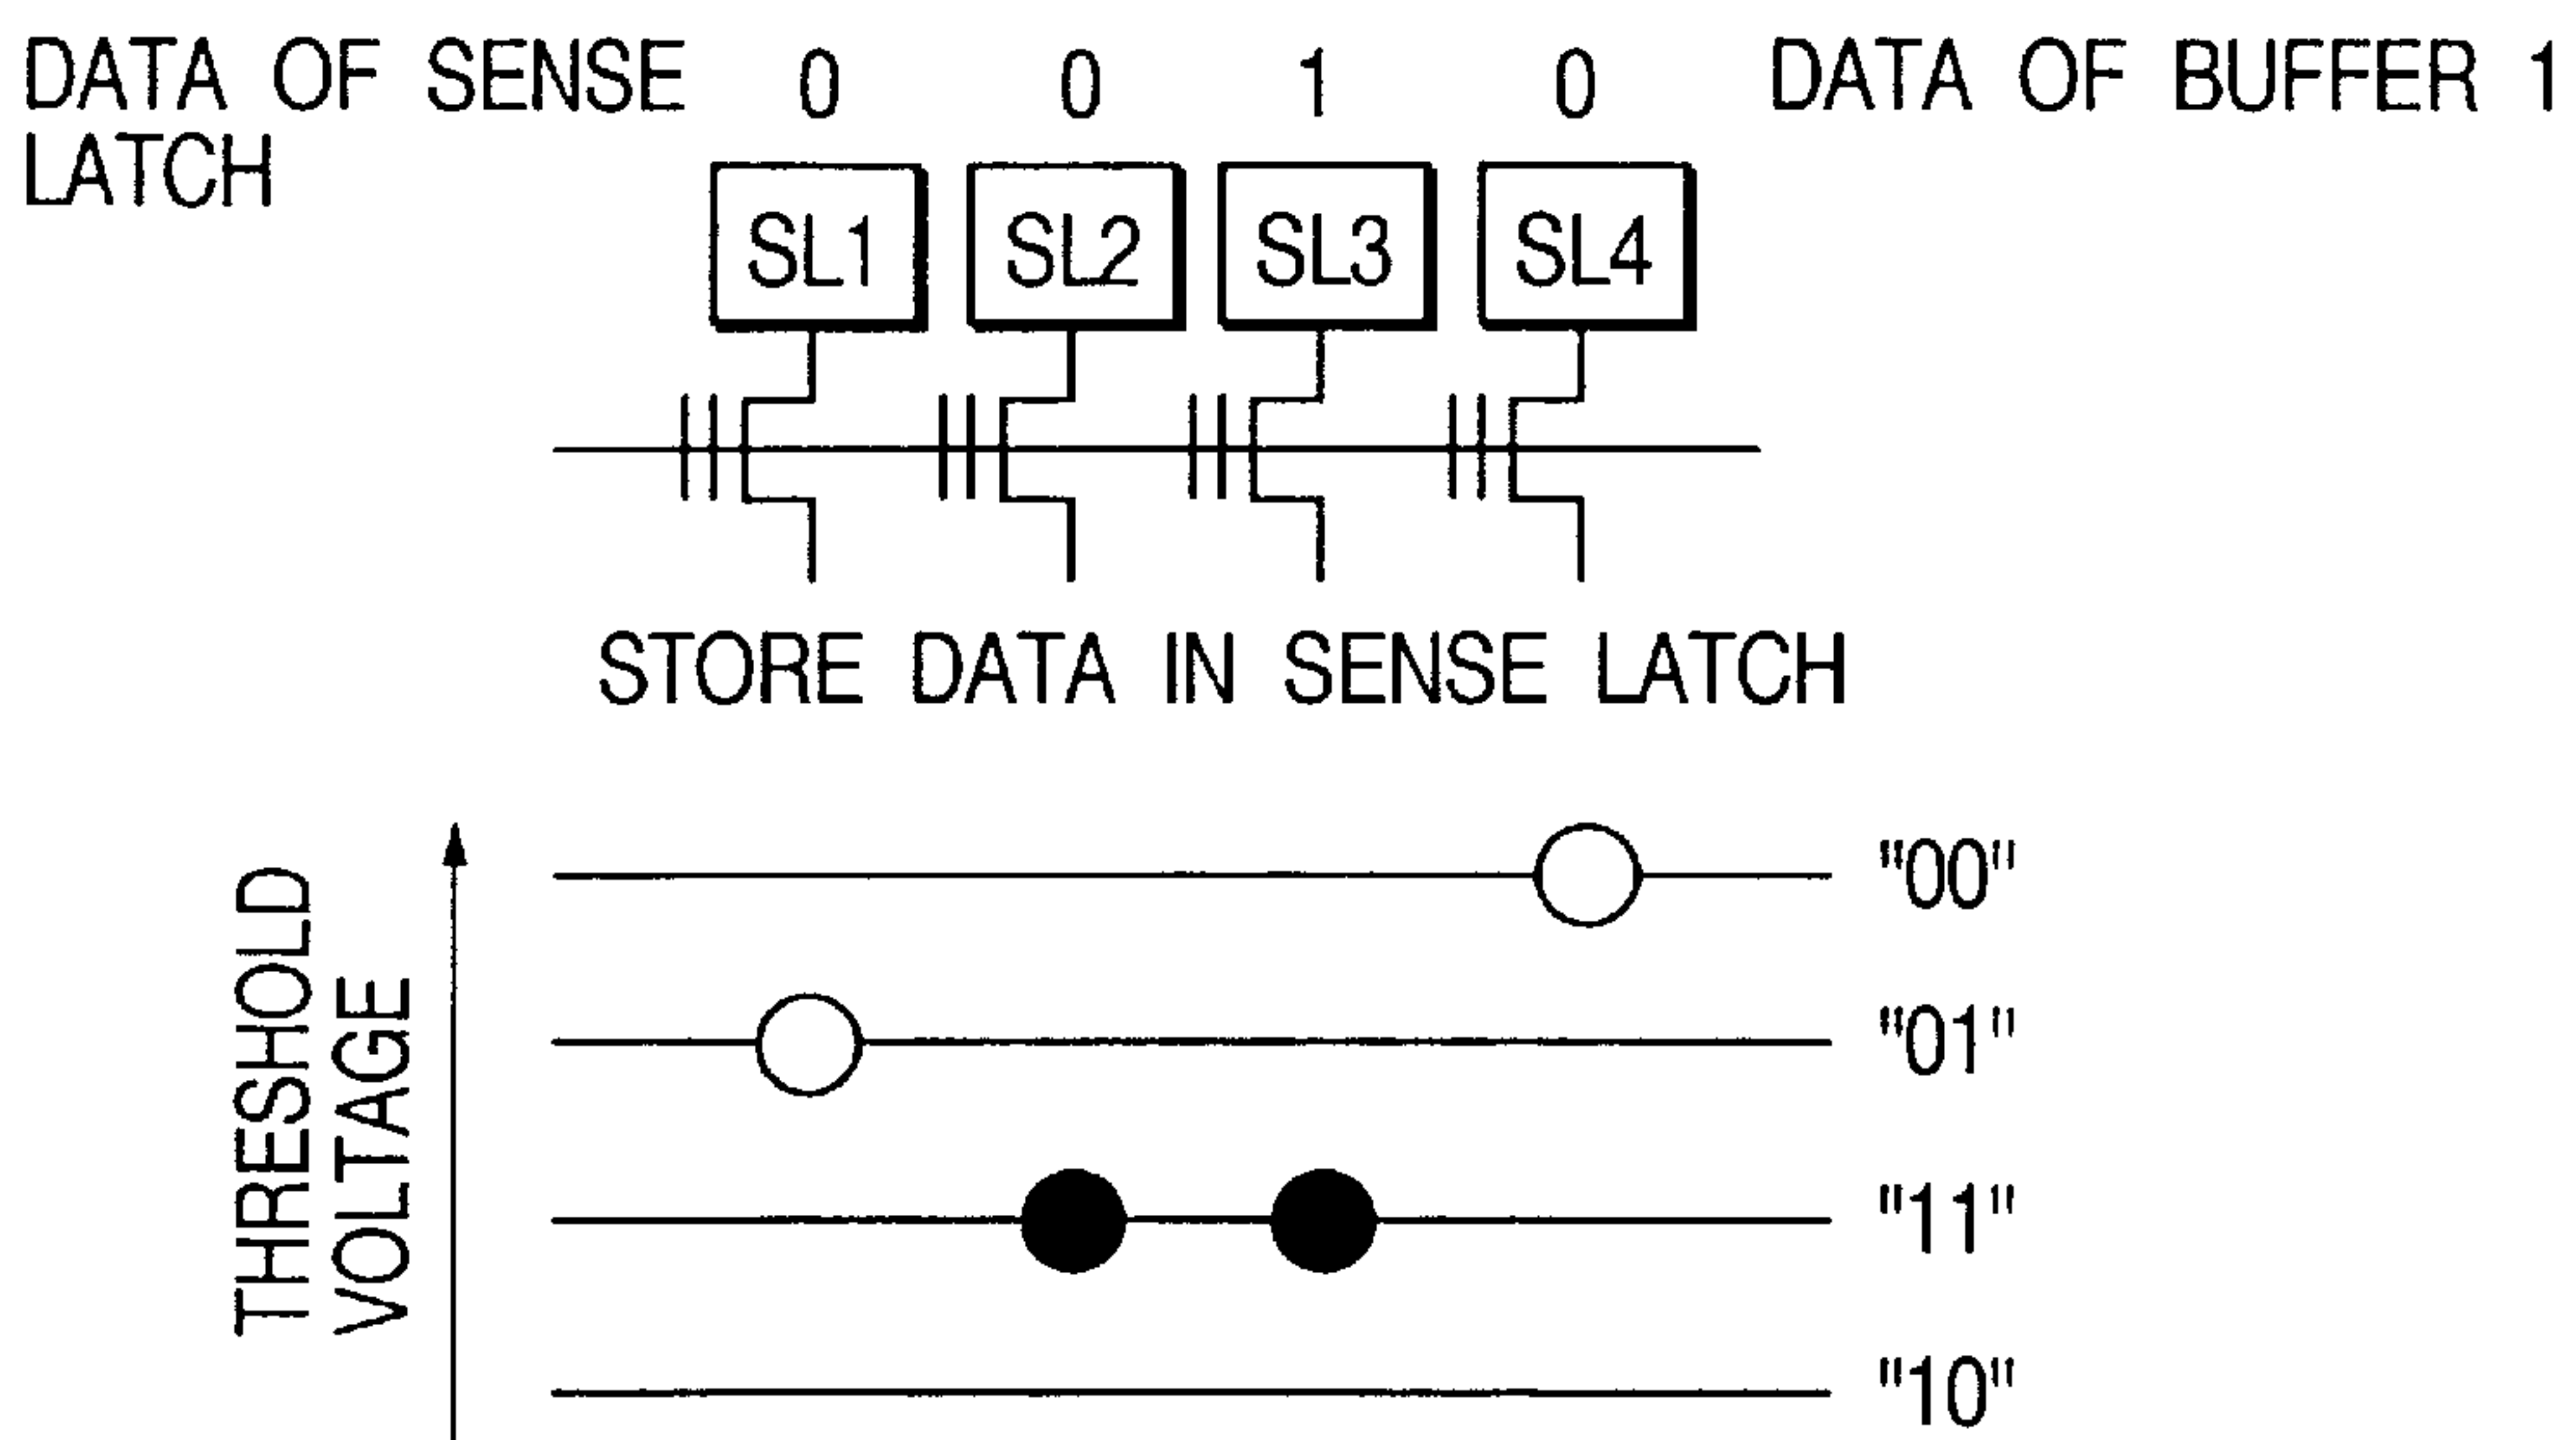 DATA OF SENSE LATCH
0 0 1 0
DATA OF BUFFER 1
SL1 SL2 SL3 SL4
STORE DATA IN SENSE LATCH
THRESHOLD
VOLTAGE
"00"
"01"
"11"
"10"